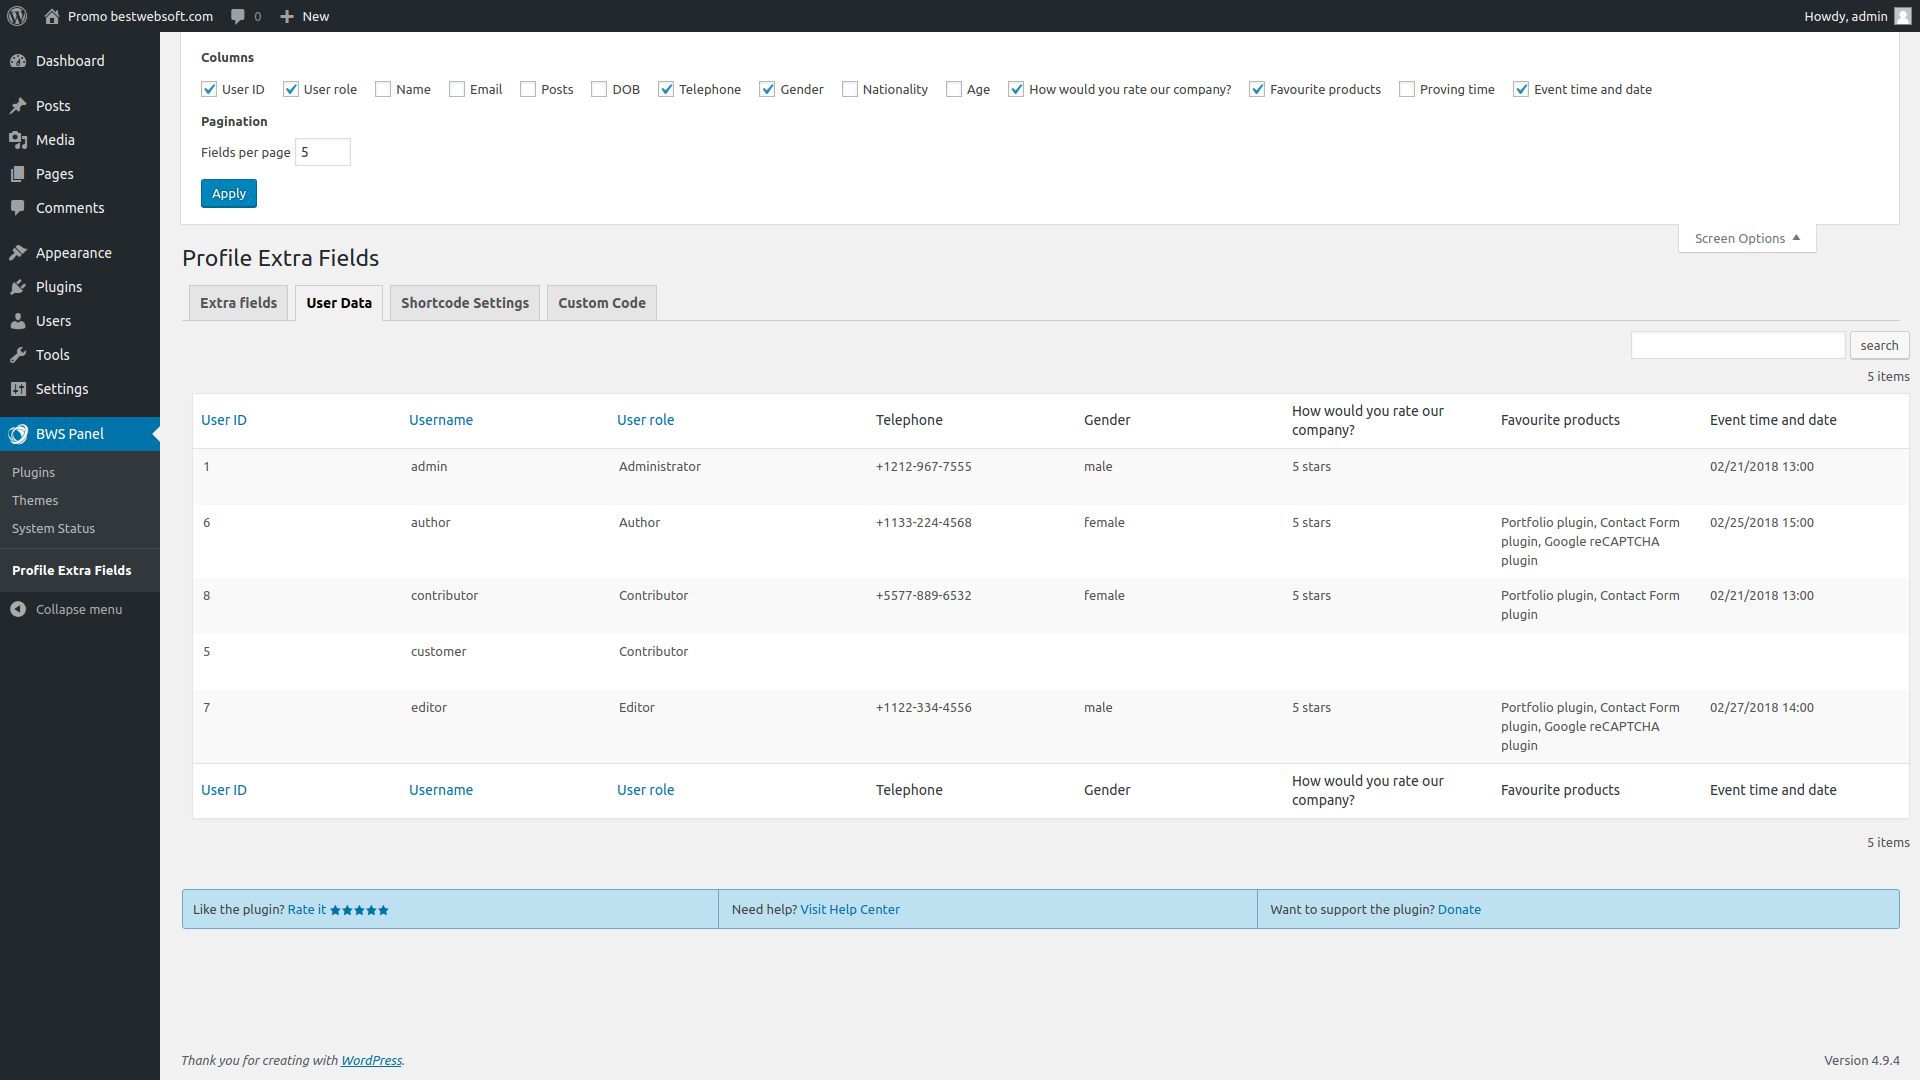 Promo bestwebsoft.com 0 New Howdy, admin
Dashboard
Posts
Media
Pages
Comments
Appearance
Plugins
Users
Tools
Settings
BWS Panel
Plugins
Themes
System Status
Profile Extra Fields
Collapse menu
Columns
User ID User role Name Email Posts DOB Telephone Gender Nationality Age How would you rate our company? Favourite products Proving time Event time and date
Pagination
Fields per page 5
Apply
Screen Options
Profile Extra Fields
Extra fields User Data Shortcode Settings Custom Code
search
5 items
User ID Username User role Telephone Gender How would you rate our company? Favourite products Event time and date
1 admin Administrator +1212-967-7555 male 5 stars 02/21/2018 13:00
6 author Author +1133-224-4568 female 5 stars Portfolio plugin, Contact Form 02/25/2018 15:00
plugin, Google reCAPTCHA
plugin
8 contributor Contributor +5577-889-6532 female 5 stars Portfolio plugin, Contact Form 02/21/2018 13:00
plugin
5 customer Contributor
7 editor Editor +1122-334-4556 male 5 stars Portfolio plugin, Contact Form 02/27/2018 14:00
plugin, Google reCAPTCHA
plugin
User ID Username User role Telephone Gender How would you rate our company? Favourite products Event time and date
5 items
Like the plugin? Rate it ★★★★★ Need help? Visit Help Center Want to support the plugin? Donate
Thank you for creating with WordPress. Version 4.9.4